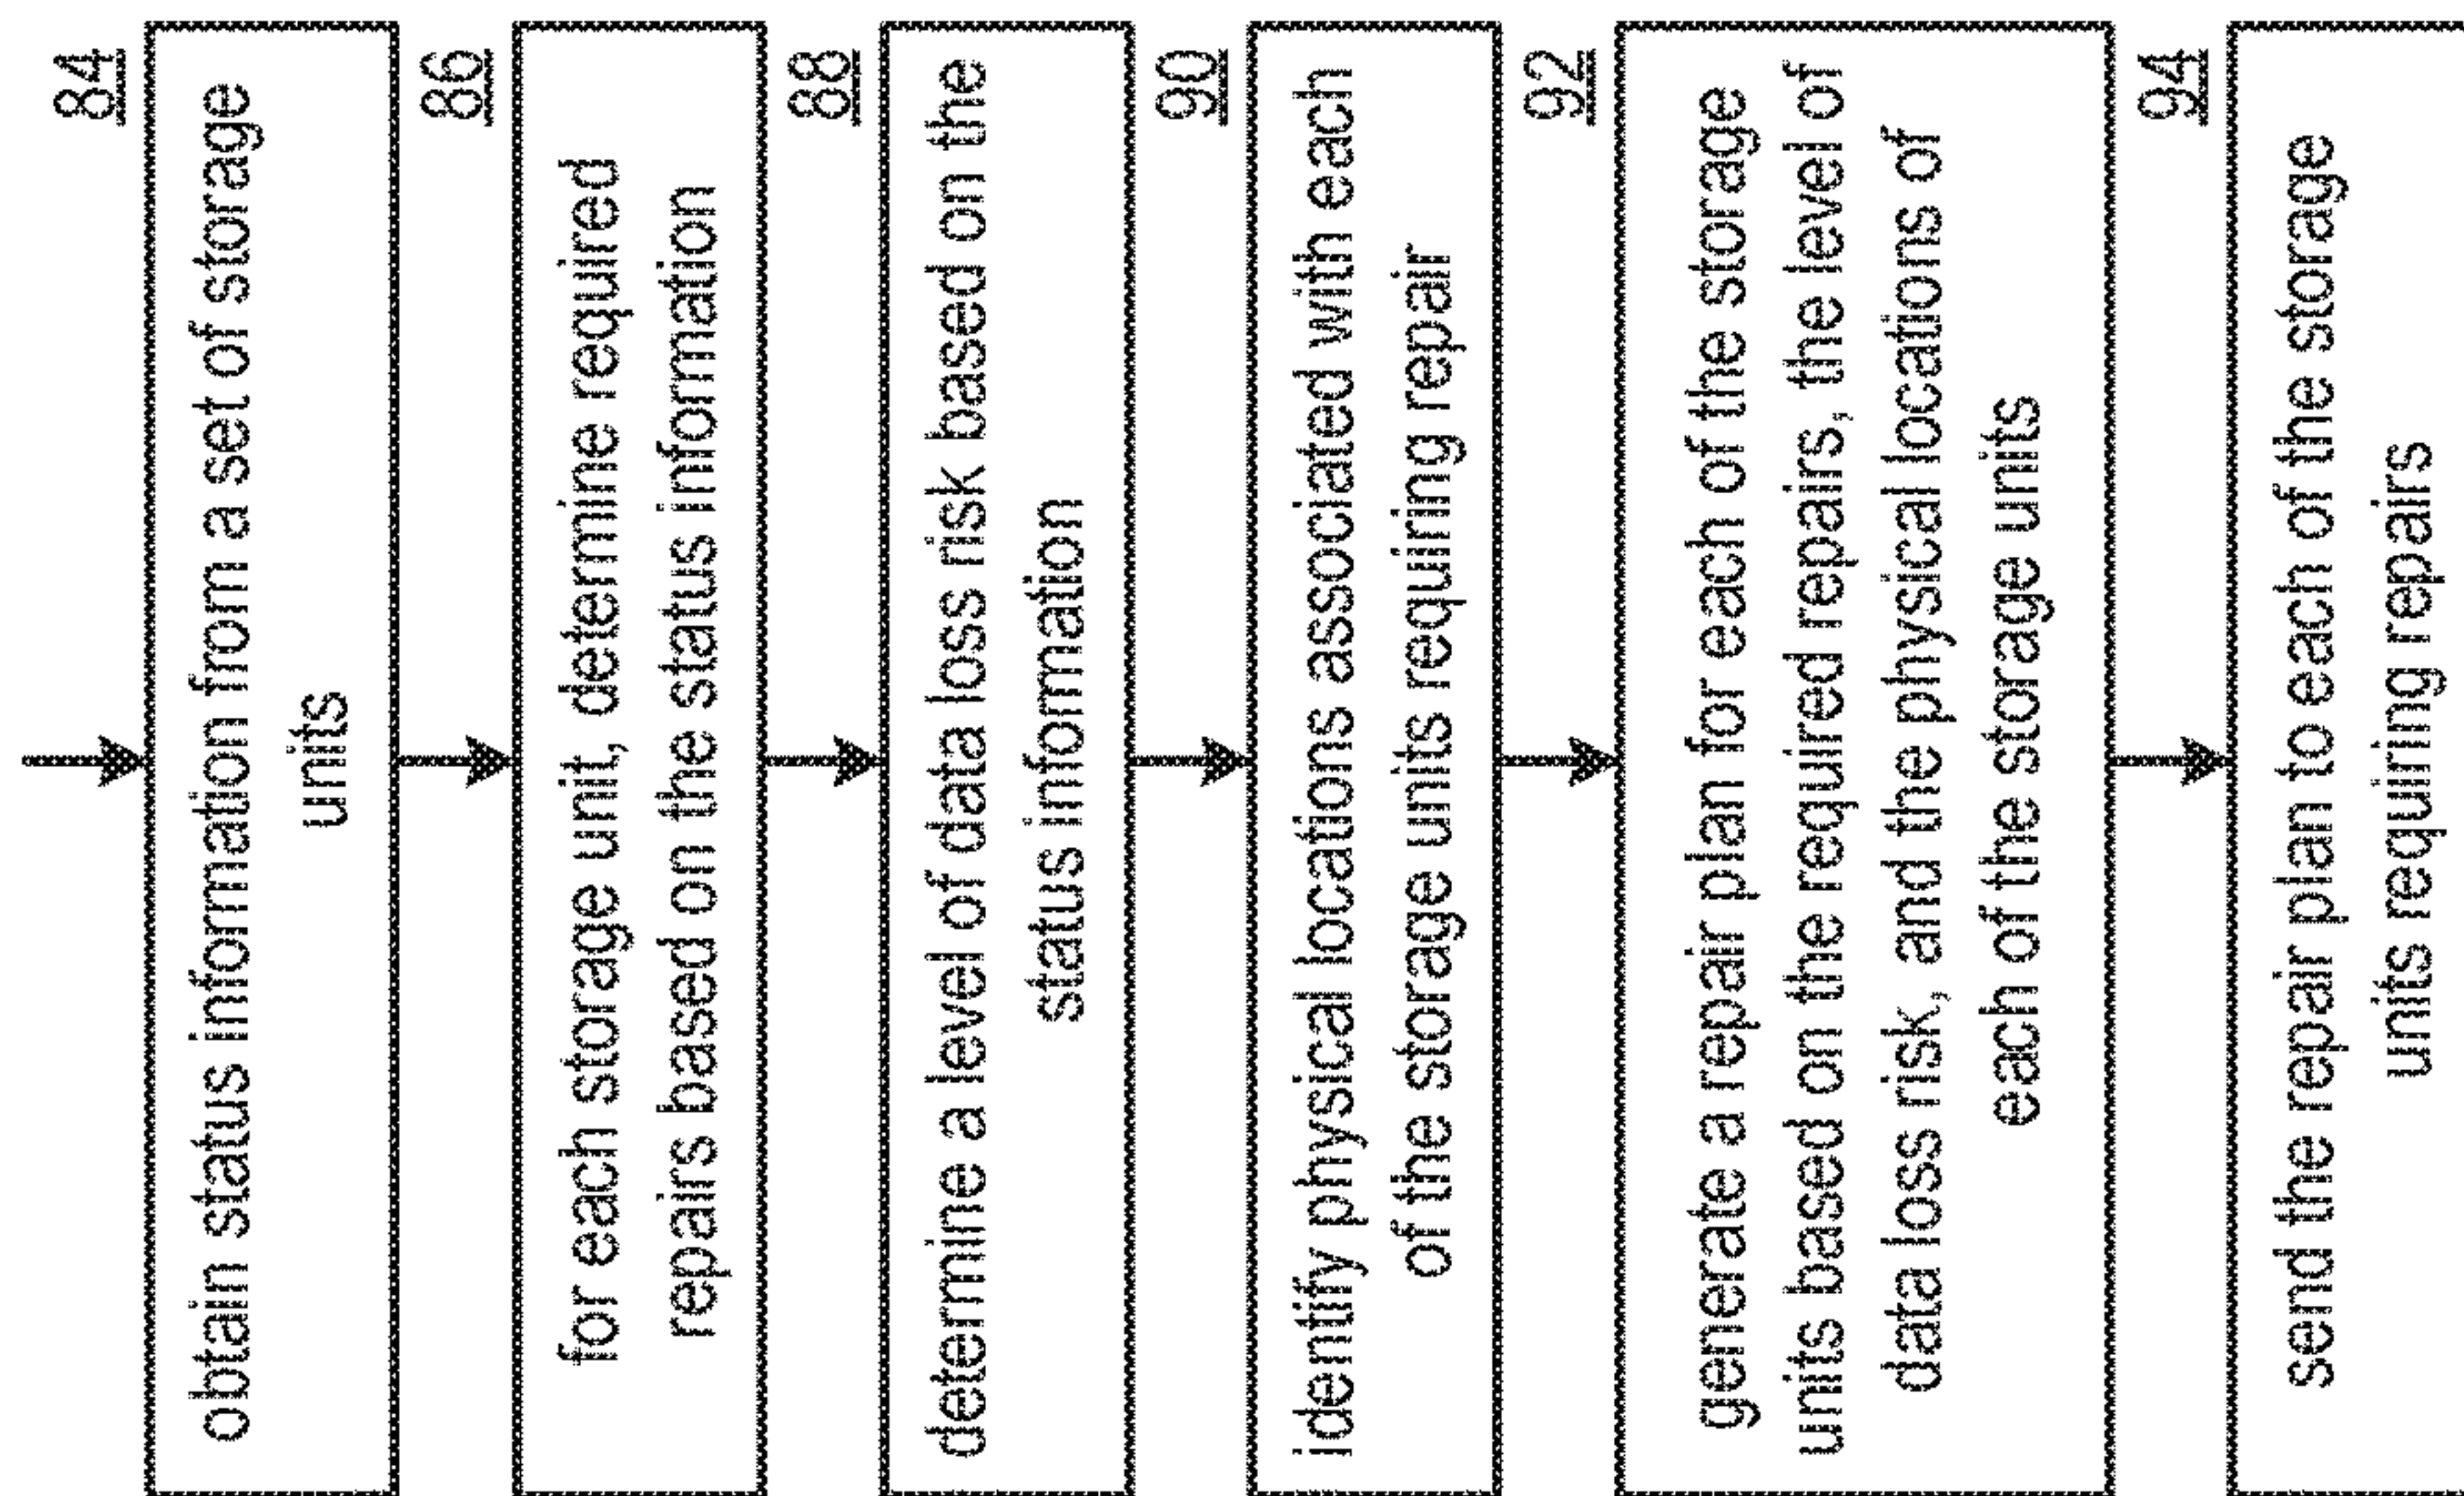 84
obtain status information from a set of storage
units
86
for each storage unit, determine required
repairs based on the status information
88
determine a level of data loss risk based on the
status information
90
identify physical locations associated with each
of the storage units requiring repair
92
generate a repair plan for each of the storage
units based on the required repairs, the level of
data loss risk, and the physical locations of
each of the storage units
94
send the repair plan to each of the storage
units requiring repairs